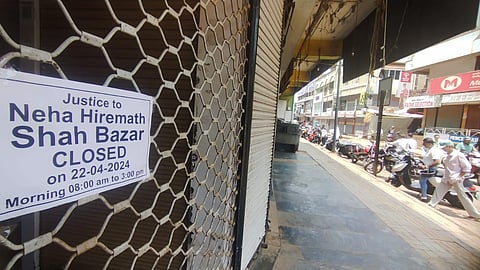 Justice to
Neha Hiremath
Shah Bazar
CLOSED
on 22-04-2024
Morning 08:00 am to 3:00 pm